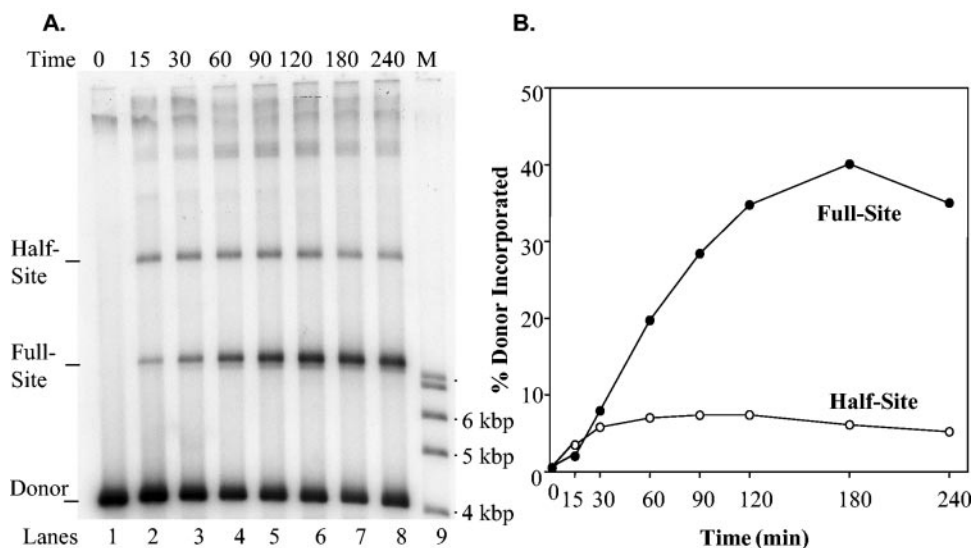 A.
Time 0 15 30 60 90 120 180 240 M
Half-
Site
Full-
Site
6 kbp
5 kbp
Donor
4 kbp
Lanes 1 2 3 4 5 6 7 8 9
B.
50
40
30
20
10
0
% Donor Incorporated
Full-Site
Half-Site
0 15 30 60 90 120 180 240
Time (min)